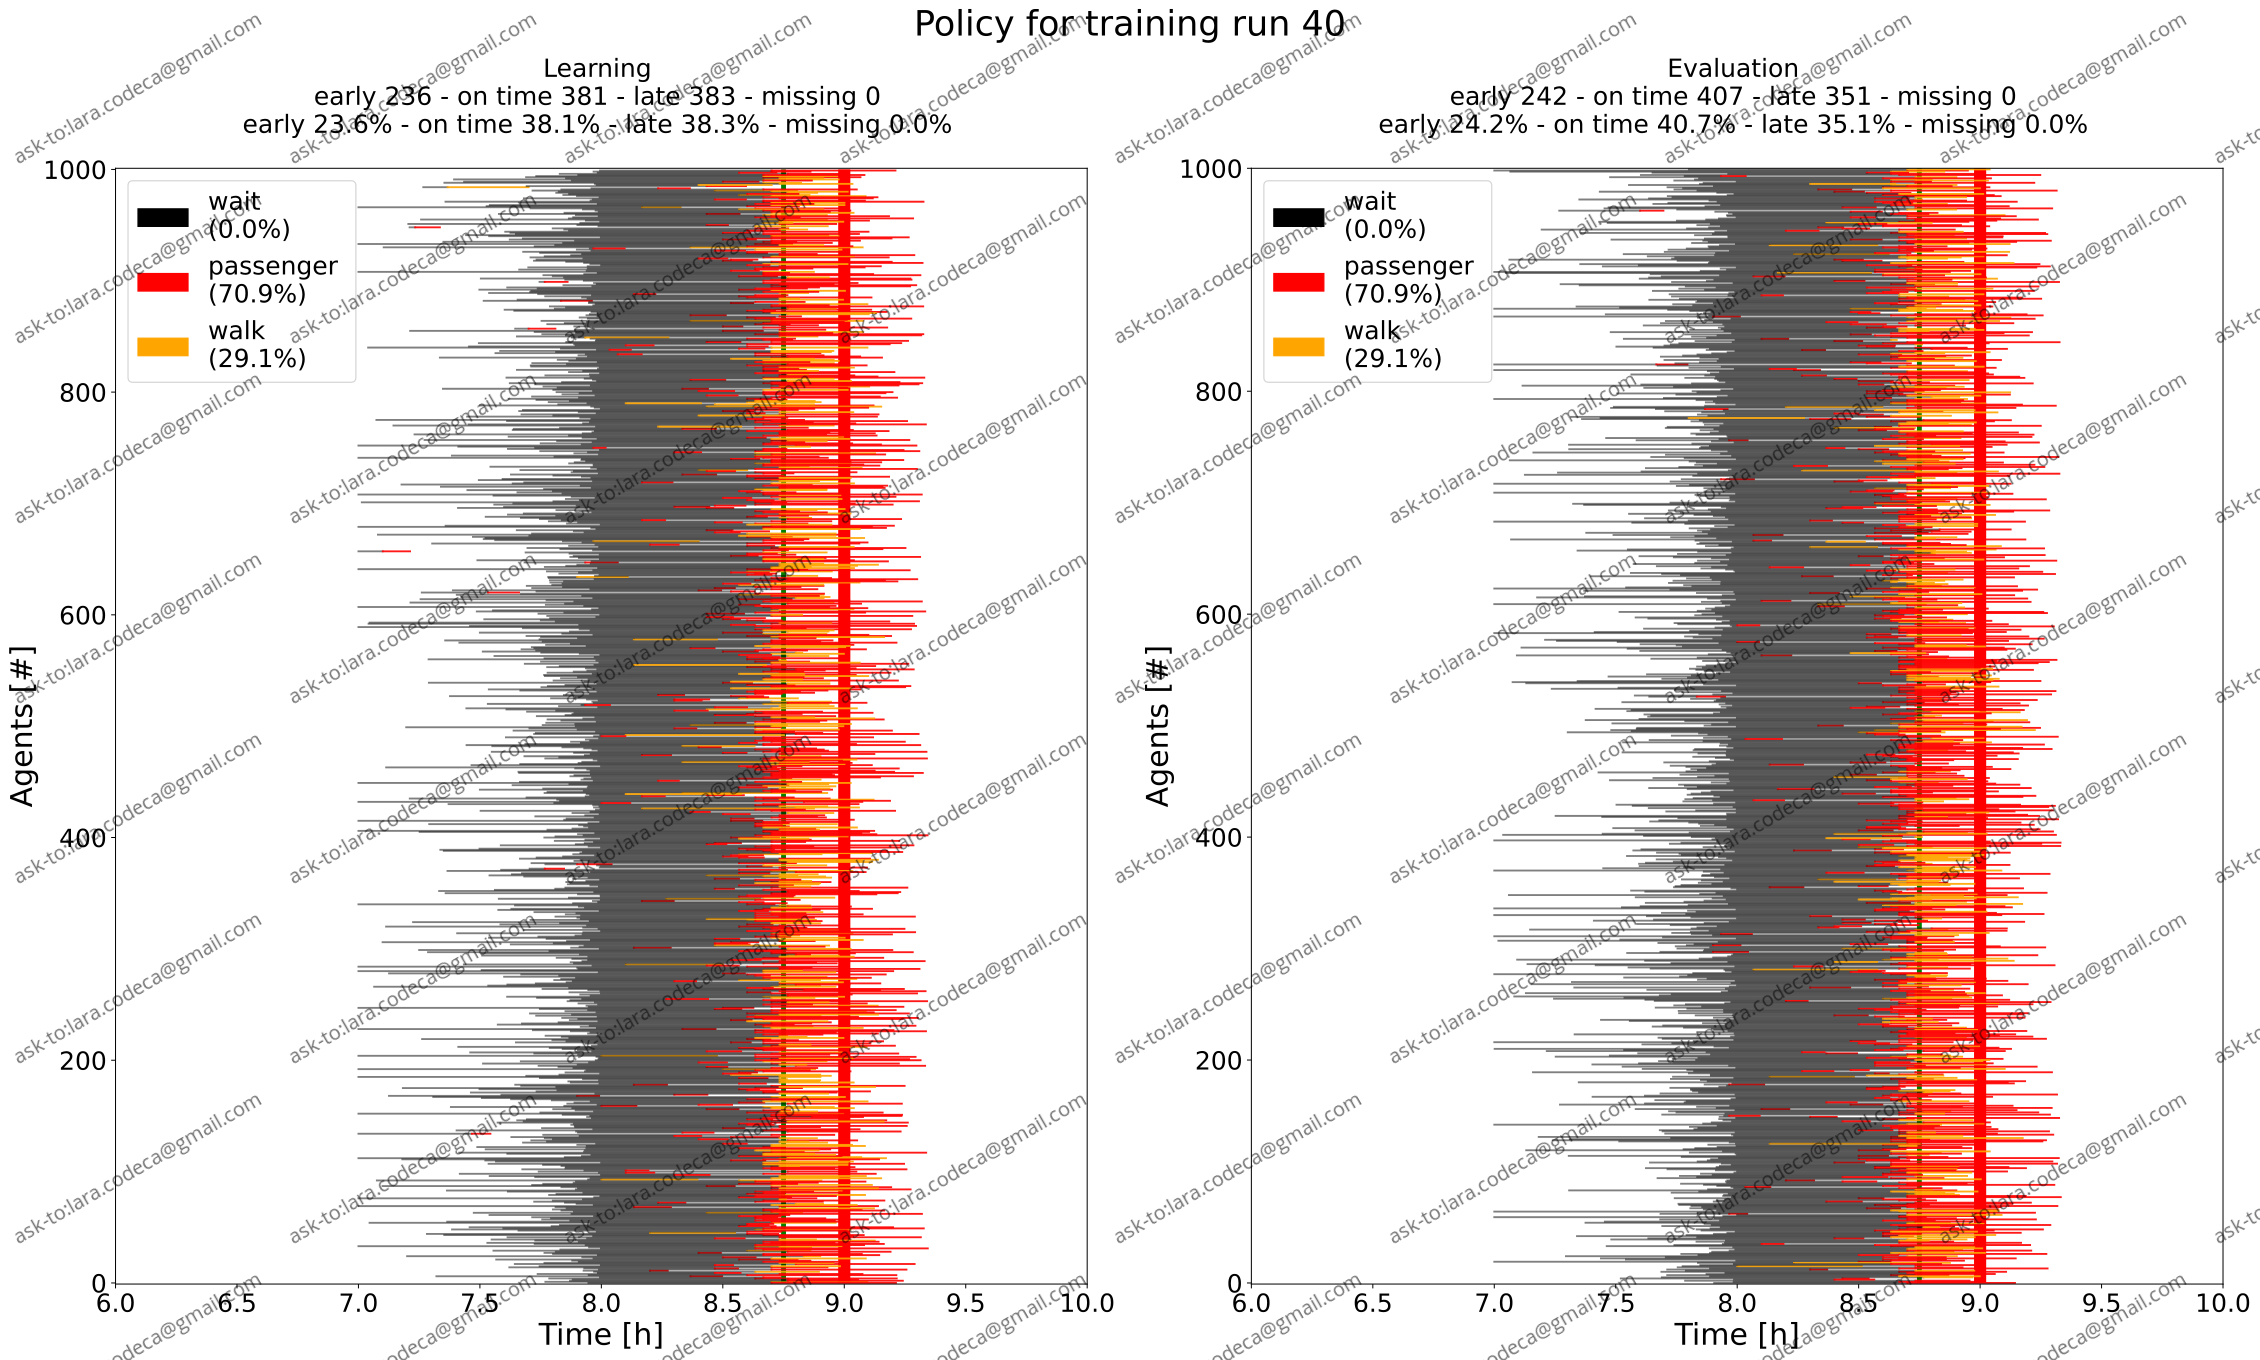 Policy for training run 40
Learning
early 236 - on time 381 - late 383 - missing 0
early 23.6% - on time 38.1% - late 38.3% - missing 0.0%
1000
800
600
400
200
0
Agents [#]
wait
(0.0%)
passenger
(70.9%)
walk
(29.1%)
6.0 6.5 7.0 7.5 8.0 8.5 9.0 9.5 10.0
Time [h]
Evaluation
early 242 - on time 407 - late 351 - missing 0
early 24.2% - on time 40.7% - late 35.1% - missing 0.0%
1000
800
600
400
200
0
Agents [#]
wait
(0.0%)
passenger
(70.9%)
walk
(29.1%)
6.0 6.5 7.0 7.5 8.0 8.5 9.0 9.5 10.0
Time [h]
ask-to:lara.codeca@gmail.com